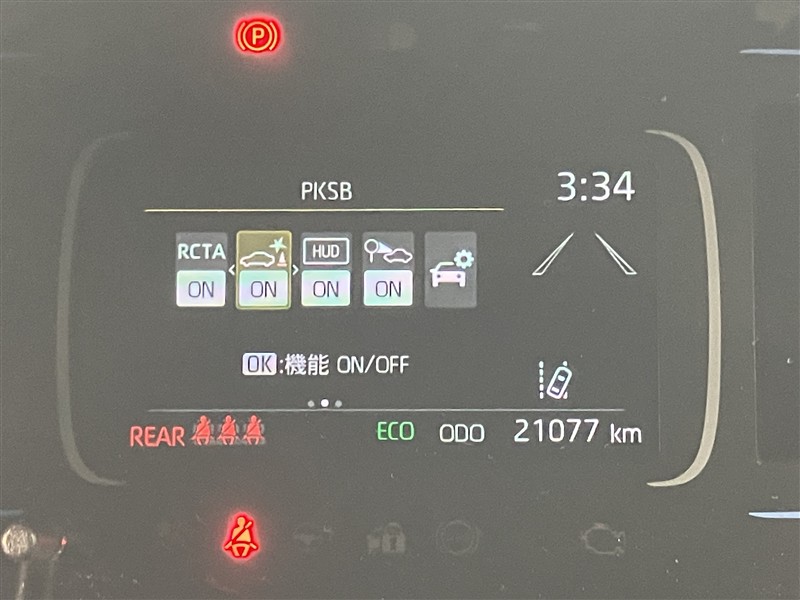 P
PKSB
3:34
RCTA HUD
ON ON ON ON
OK:機能 ON/OFF
REAR ECO ODO 21077 km